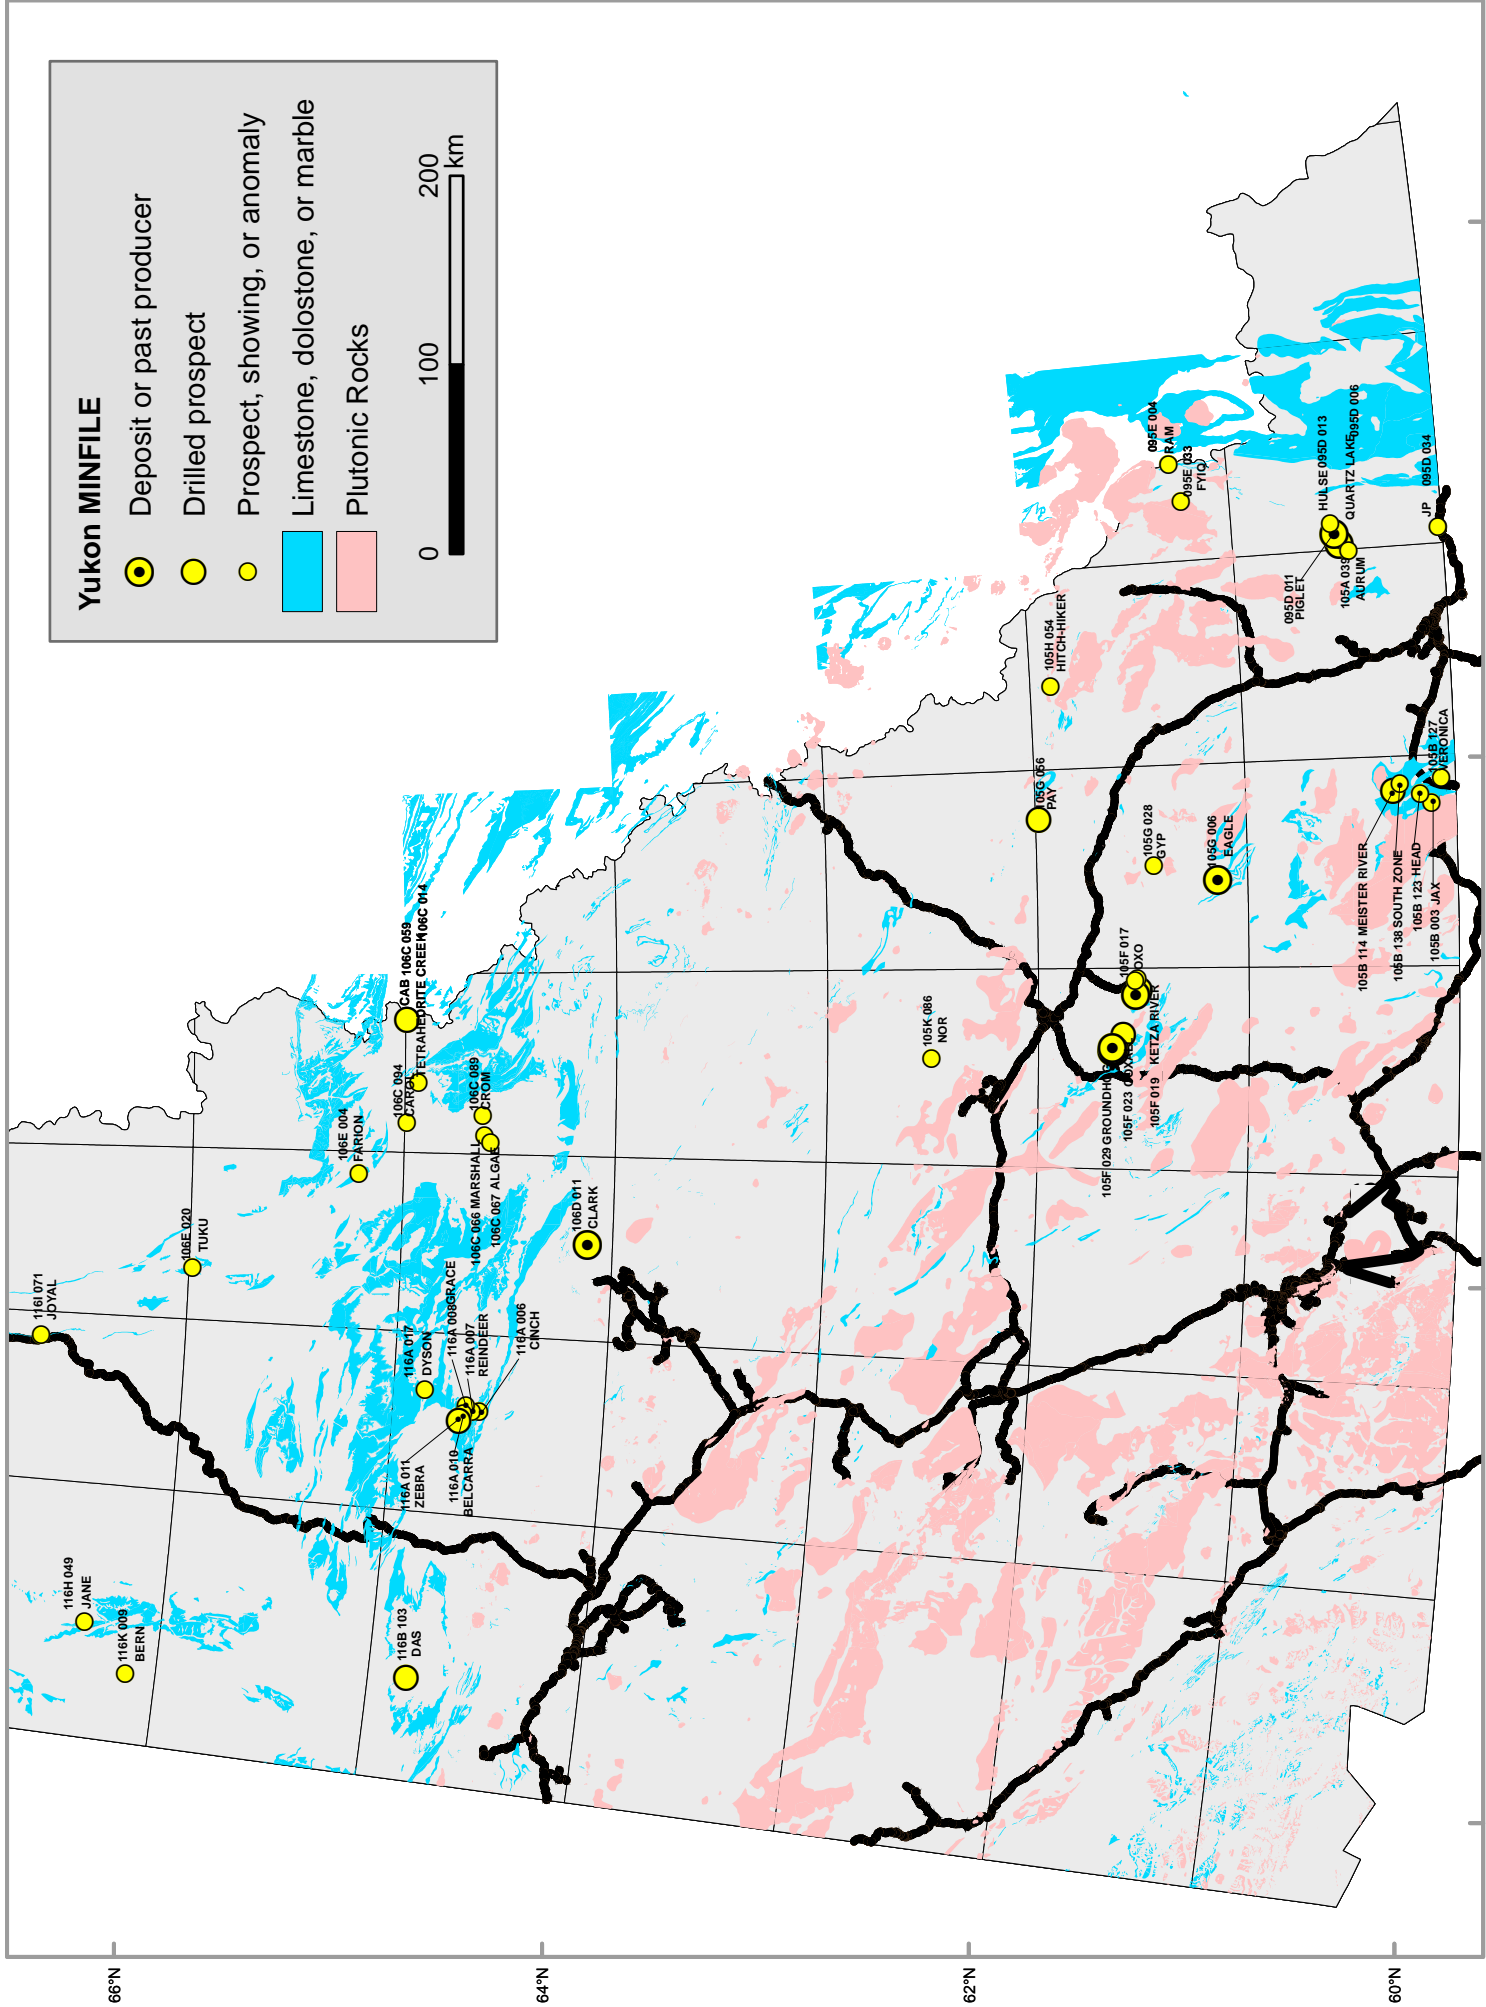 Yukon MINFILE
Deposit or past producer
Drilled prospect
Prospect, showing, or anomaly
Limestone, dolostone, or marble
Plutonic Rocks
0
100
200
km
116I 071
JOYAL
106E 020
TUKU
106E 004
FARION
106C 094
CAROL
CAB 106C 059
TETRAHEDRITE CREEK
106C 014
106C 089
CROM
106C 066 MARSHALL
106C 067 ALGAE
106D 011
CLARK
116A 017
DYSON
116A 008
GRACE
116A 007
REINDEER
116A 006
CINCH
116A 011
ZEBRA
116A 010
BELCARRA
116H 049
JANE
116K 009
BERN
116B 103
DAS
095E 004
RAM
095E 033
FYIQ
HULSE 095D 013
QUARTZ LAKE
095D 006
JP
095D 034
095D 011
PIGLET
105A 039
AURUM
105H 054
HITCH-HIKER
105G 056
PAY
105G 028
GYP
105G 006
EAGLE
105F 017
OXO
105K 086
NOR
105F 029 GROUNDHOG
105F 023
105F 019
KETZA RIVER
105B 127
VERONICA
105B 114 MEISTER RIVER
105B 138 SOUTH ZONE
105B 123 HEAD
105B 003 JAX
66°N
64°N
62°N
60°N